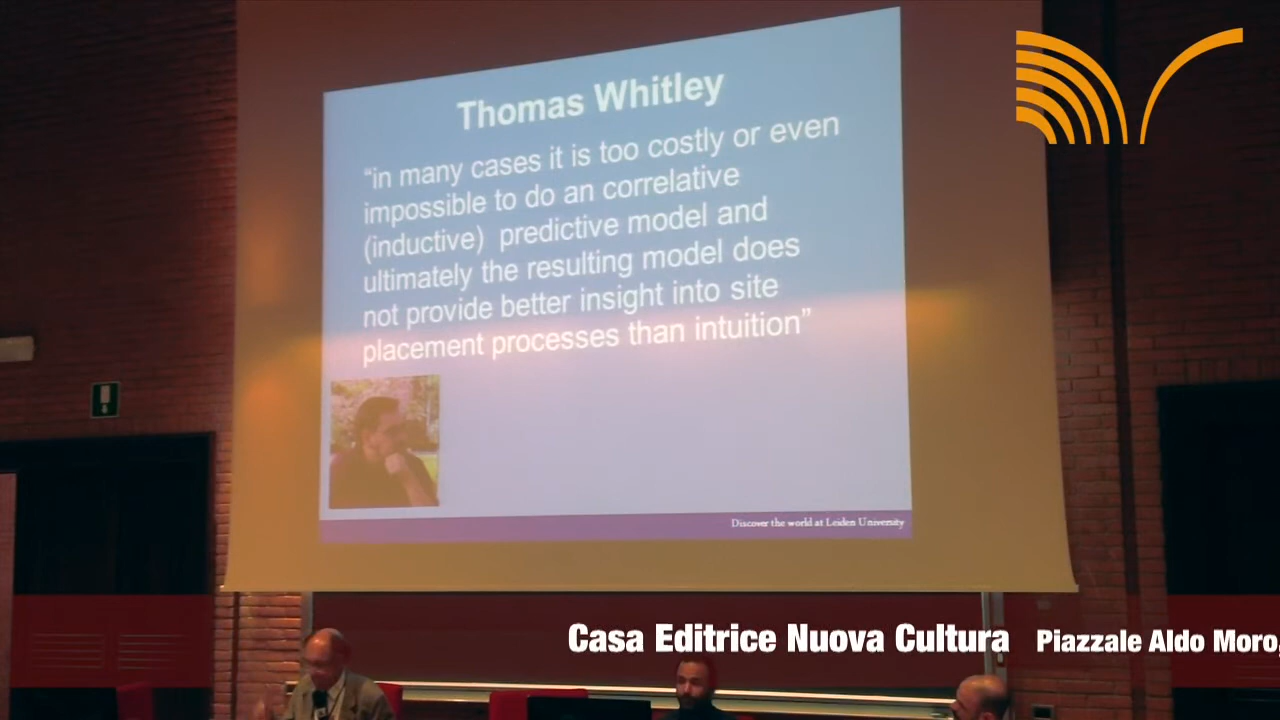 Thomas Whitley
“in many cases it is too costly or even
impossible to do an correlative
(inductive) predictive model and
ultimately the resulting model does
not provide better insight into site
placement processes than intuition”
Discover the world at Leiden University
Casa Editrice Nuova Cultura Piazzale Aldo Moro,